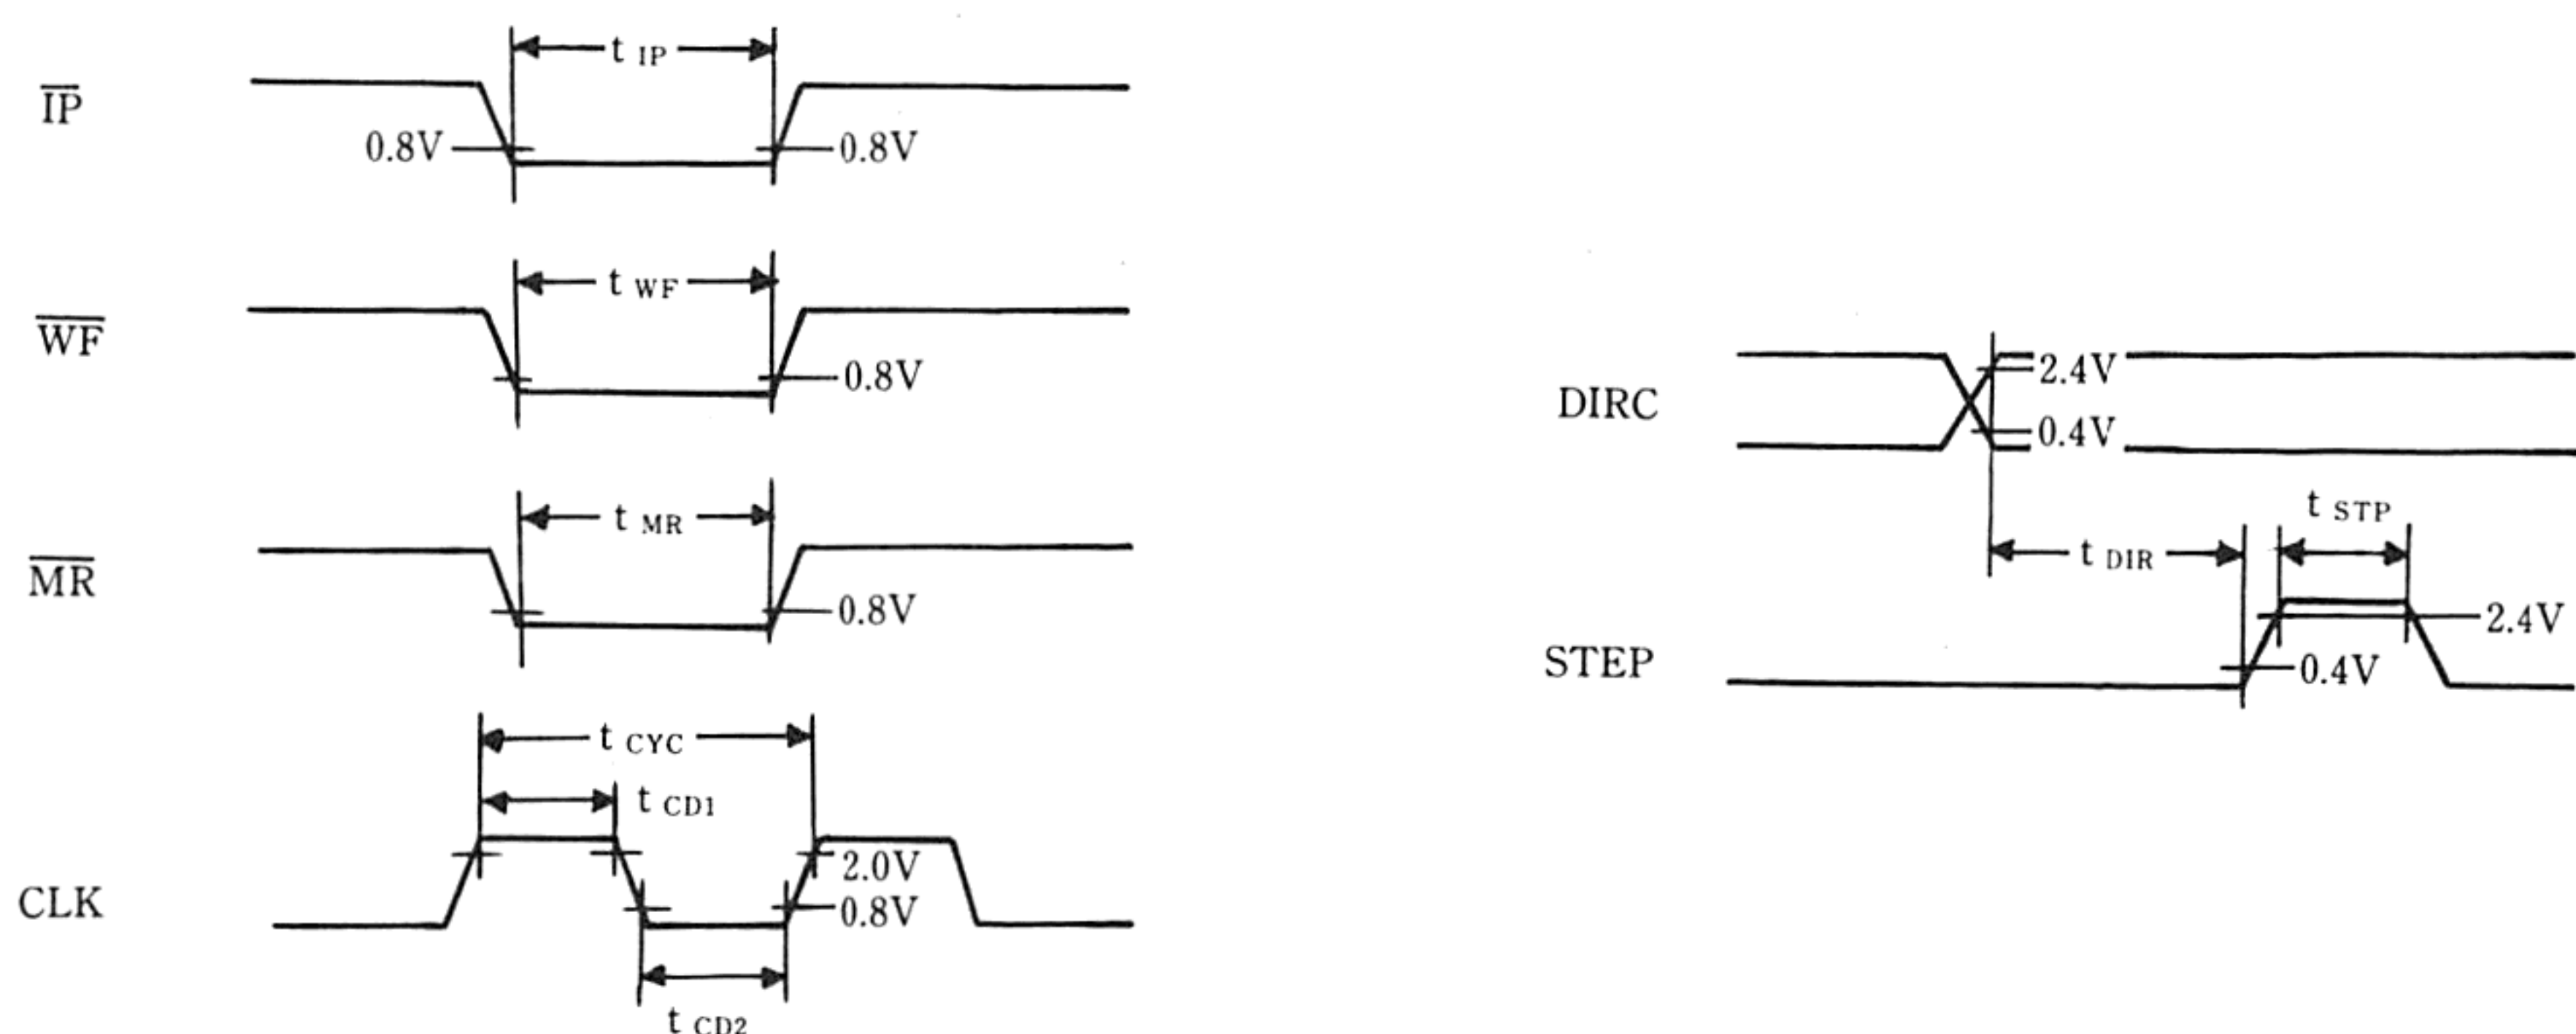 t IP
IP
0.8V 0.8V
t WF
WF
0.8V
t MR
MR
0.8V
t CYC
t CD1
CLK
2.0V
0.8V
t CD2
DIRC
2.4V
0.4V
t STP
t DIR
STEP
2.4V
0.4V